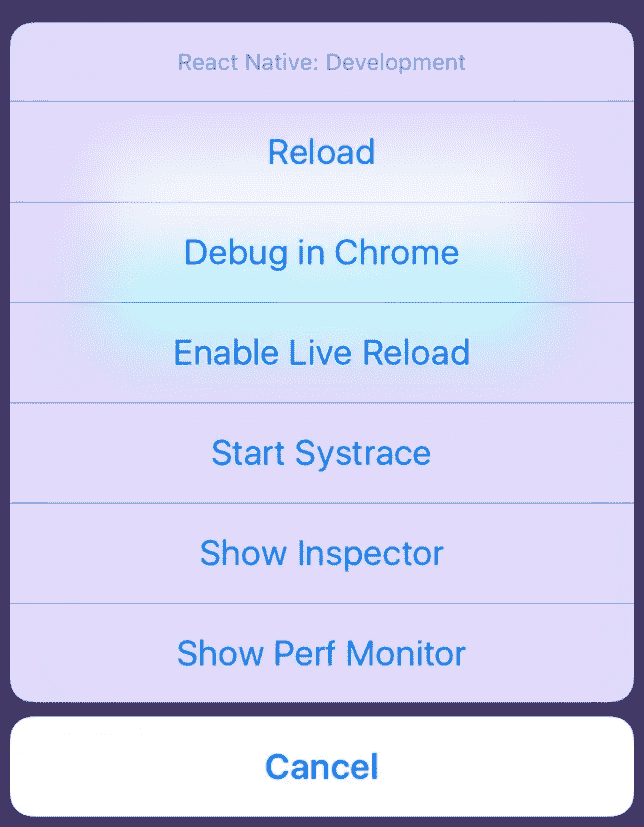 React Native: Development
Reload
Debug in Chrome
Enable Live Reload
Start Systrace
Show Inspector
Show Perf Monitor
Cancel